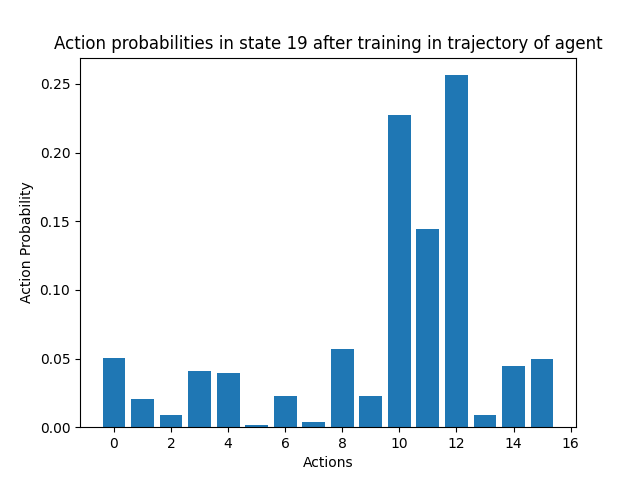 Action probabilities in state 19 after training in trajectory of agent
0.25
0.20
0.15
0.10
0.05
0.00
Action Probability
0 2 4 6 8 10 12 14 16
Actions